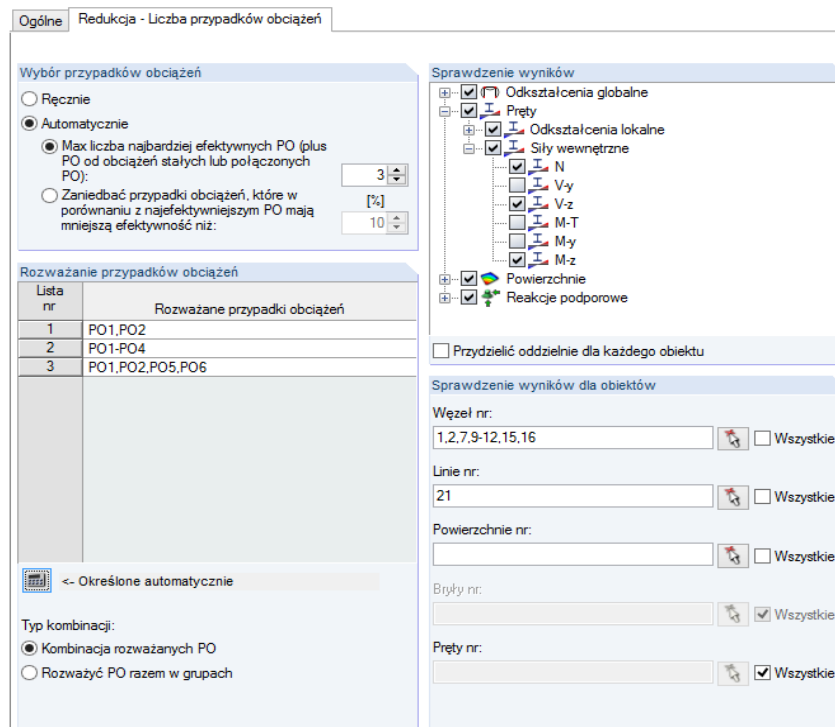 Ogólne
Redukcja - Liczba przypadków obciążeń
Wybór przypadków obciążeń
Ręcznie
Automatycznie
Max liczba najbardziej efektywnych PO (plus
PO od obciążeń stałych lub połączonych
PO):
3
Zaniedbać przypadki obciążeń, które w
porównaniu z najefektywniejszym PO mają
mniejszą efektywność niż:
[%]
10
Rozważanie przypadków obciążeń
Lista
nr
Rozważane przypadki obciążeń
1 PO1,PO2
2 PO1-PO4
3 PO1,PO2,PO5,PO6
<- Określone automatycznie
Typ kombinacji:
Kombinacja rozważanych PO
Rozważyć PO razem w grupach
Sprawdzenie wyników
Odkształcenia globalne
Pręty
Odkształcenia lokalne
Siły wewnętrzne
N
V-y
V-z
M-T
M-y
M-z
Powierzchnie
Reakcje podporowe
Przydzielić oddzielnie dla każdego obiektu
Sprawdzenie wyników dla obiektów
Węzeł nr:
1,2,7,9-12,15,16
Wszystkie
Linie nr:
21
Wszystkie
Powierzchnie nr:
Wszystkie
Bryły nr:
Wszystkie
Pręty nr:
Wszystkie